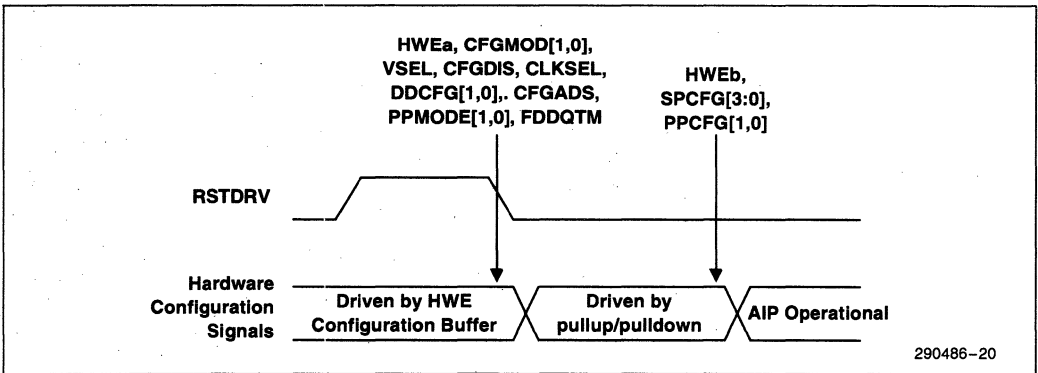 HWEa, CFGMOD[1,0],
VSEL, CFGDIS, CLKSEL,
DDCFG[1,0],. CFGADS,
PPMODE[1,0], FDDQTM
HWEb,
SPCFG[3:0],
PPCFG[1,0]
RSTDRV
Hardware
Configuration
Signals
Driven by HWE
Configuration Buffer
Driven by
pullup/pulldown
AIP Operational
290486-20